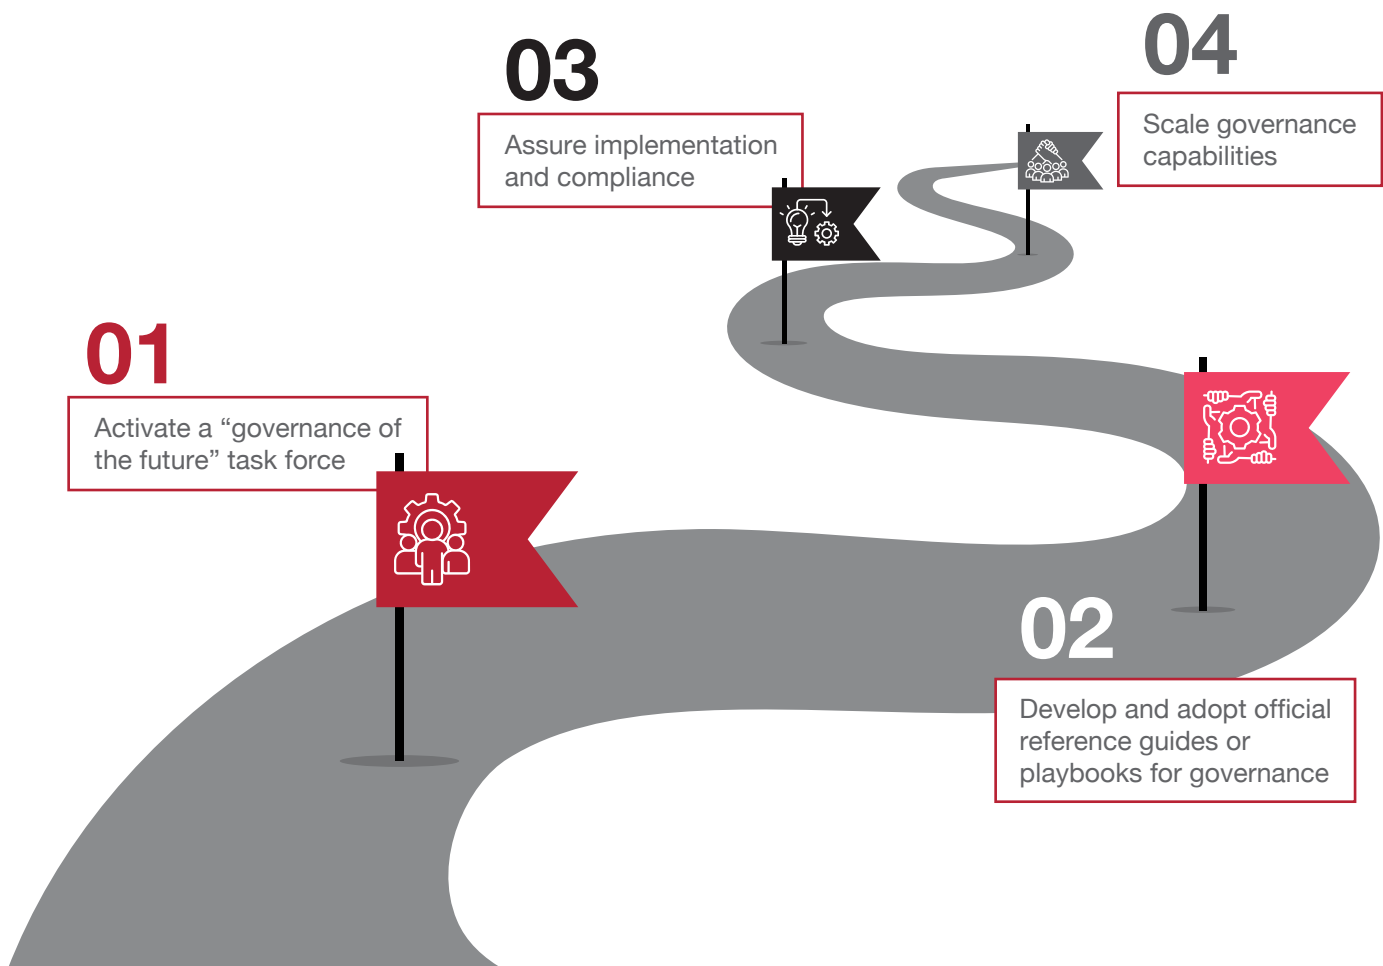 01
Activate a “governance of
the future” task force
02
Develop and adopt official
reference guides or
playbooks for governance
03
Assure implementation
and compliance
04
Scale governance
capabilities